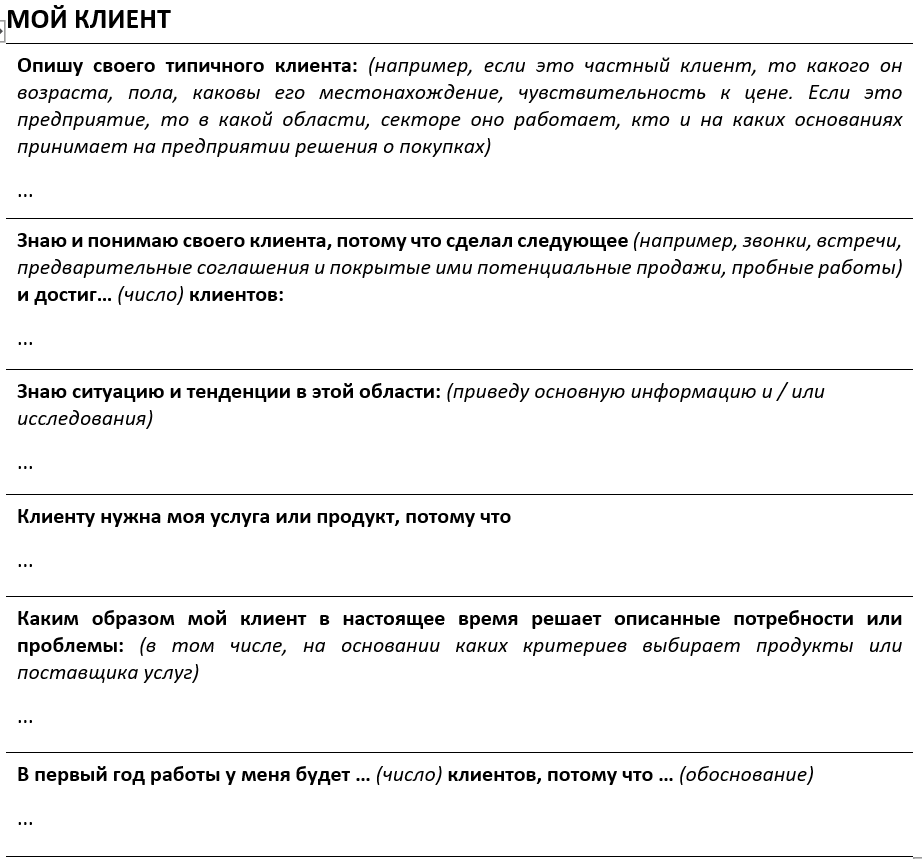 МОЙ КЛИЕНТ
Опишу своего типичного клиента: (например, если это частный клиент, то какого он
возраста, пола, каковы его местонахождение, чувствительность к цене. Если это
предприятие, то в какой области, секторе оно работает, кто и на каких основаниях
принимает на предприятии решения о покупках)
...
Знаю и понимаю своего клиента, потому что сделал следующее (например, звонки, встречи,
предварительные соглашения и покрытые ими потенциальные продажи, пробные работы)
и достиг... (число) клиентов:
...
Знаю ситуацию и тенденции в этой области: (приведу основную информацию и / или
исследования)
...
Клиенту нужна моя услуга или продукт, потому что
...
Каким образом мой клиент в настоящее время решает описанные потребности или
проблемы: (в том числе, на основании каких критериев выбирает продукты или
поставщика услуг)
...
В первый год работы у меня будет ... (число) клиентов, потому что ... (обоснование)
...